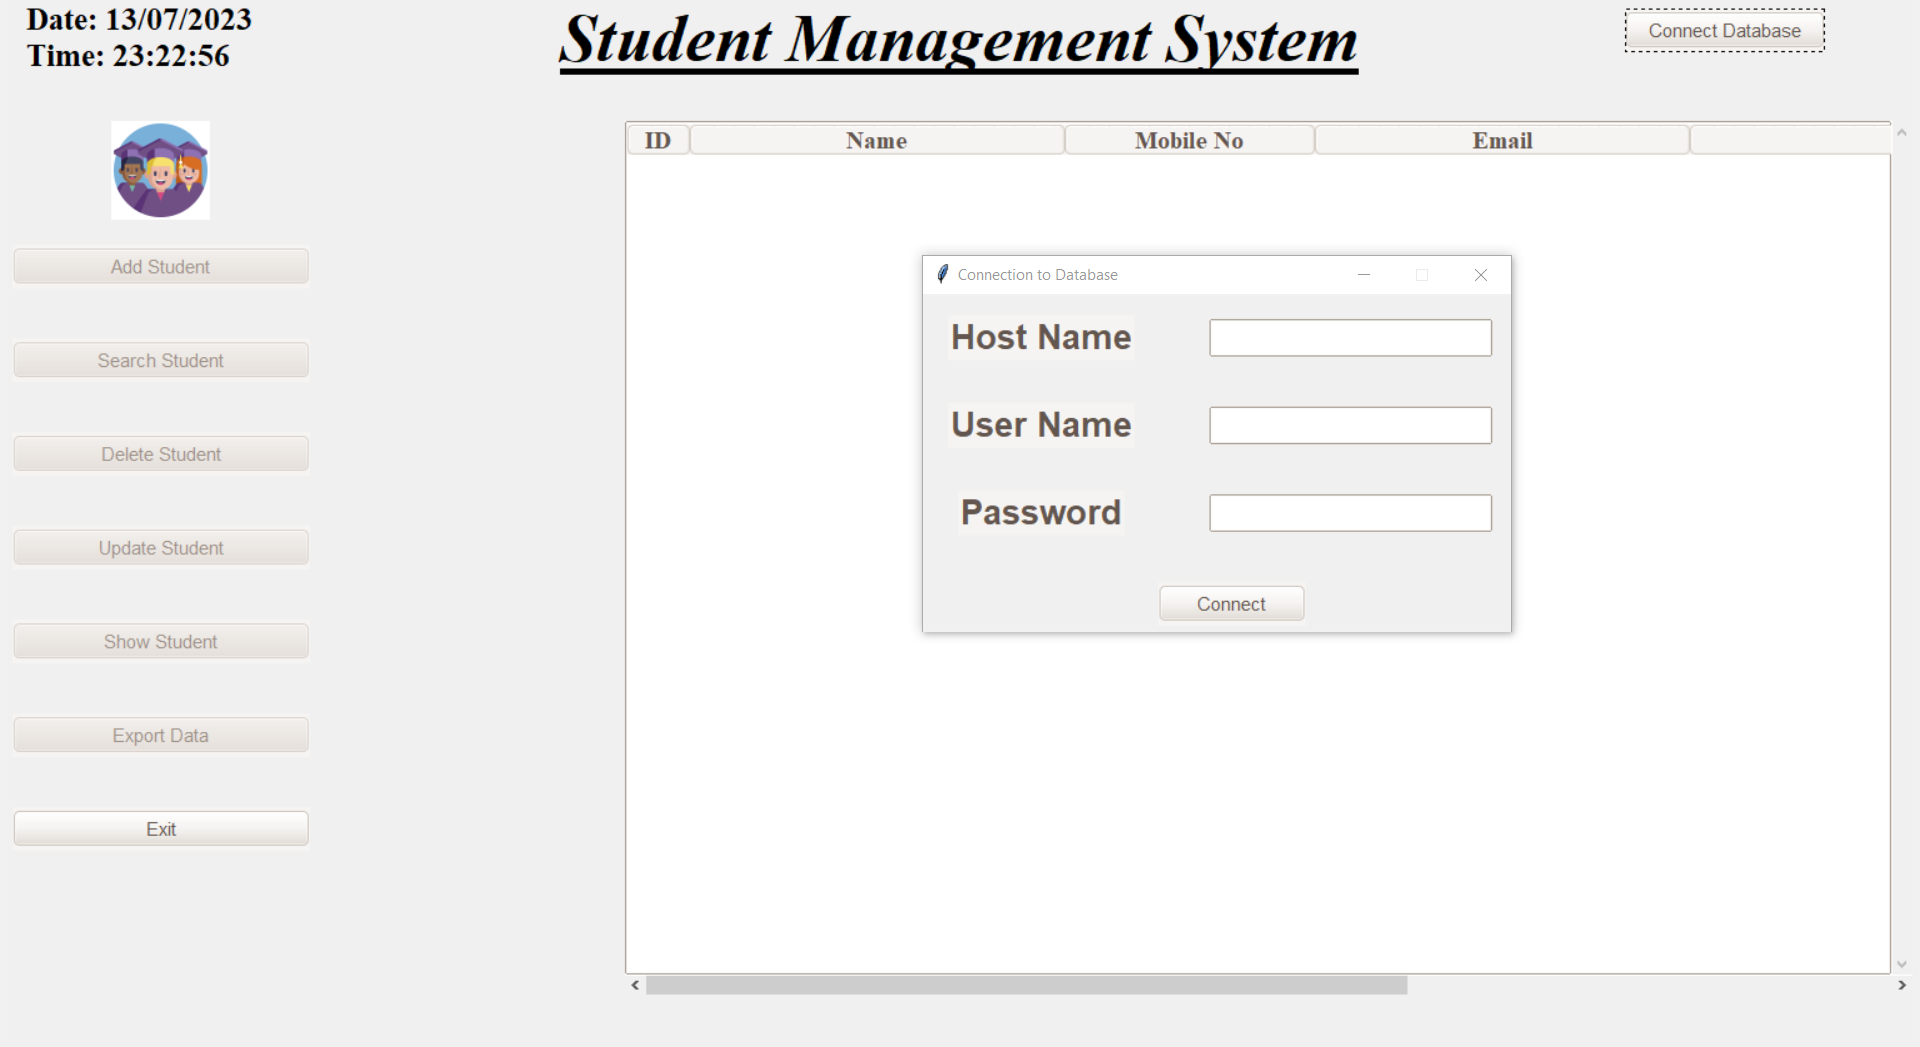 Date: 13/07/2023
Time: 23:22:56
Student Management System
Connect Database
ID Name Mobile No Email
Add Student
Search Student
Delete Student
Update Student
Show Student
Export Data
Exit
Connection to Database
Host Name
User Name
Password
Connect